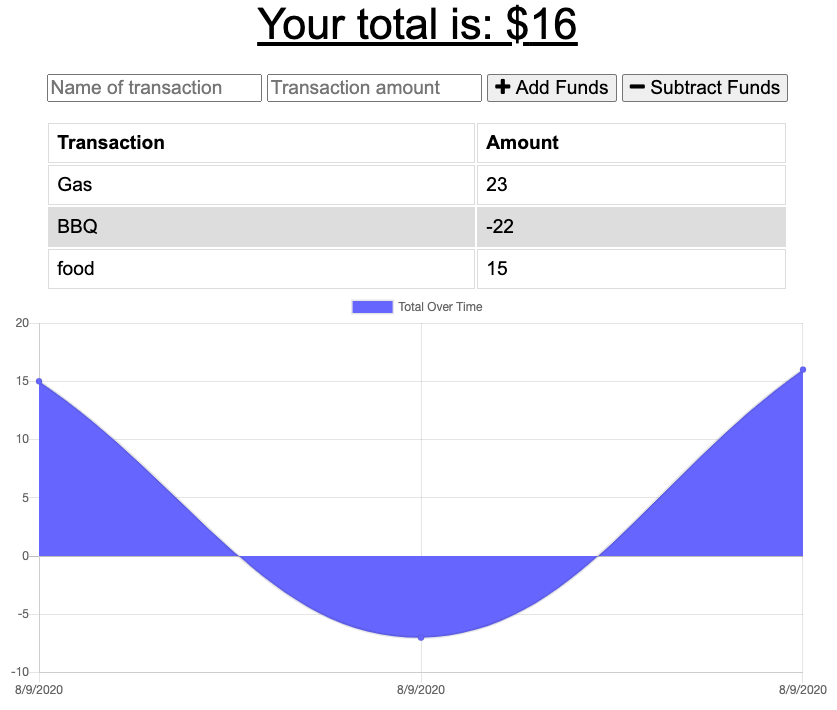 Your total is: $16
Name of transaction Transaction amount Add Funds Subtract Funds
Transaction Amount
Gas 23
BBQ -22
food 15
Total Over Time
20
15
10
5
0
-5
-10
8/9/2020 8/9/2020 8/9/2020